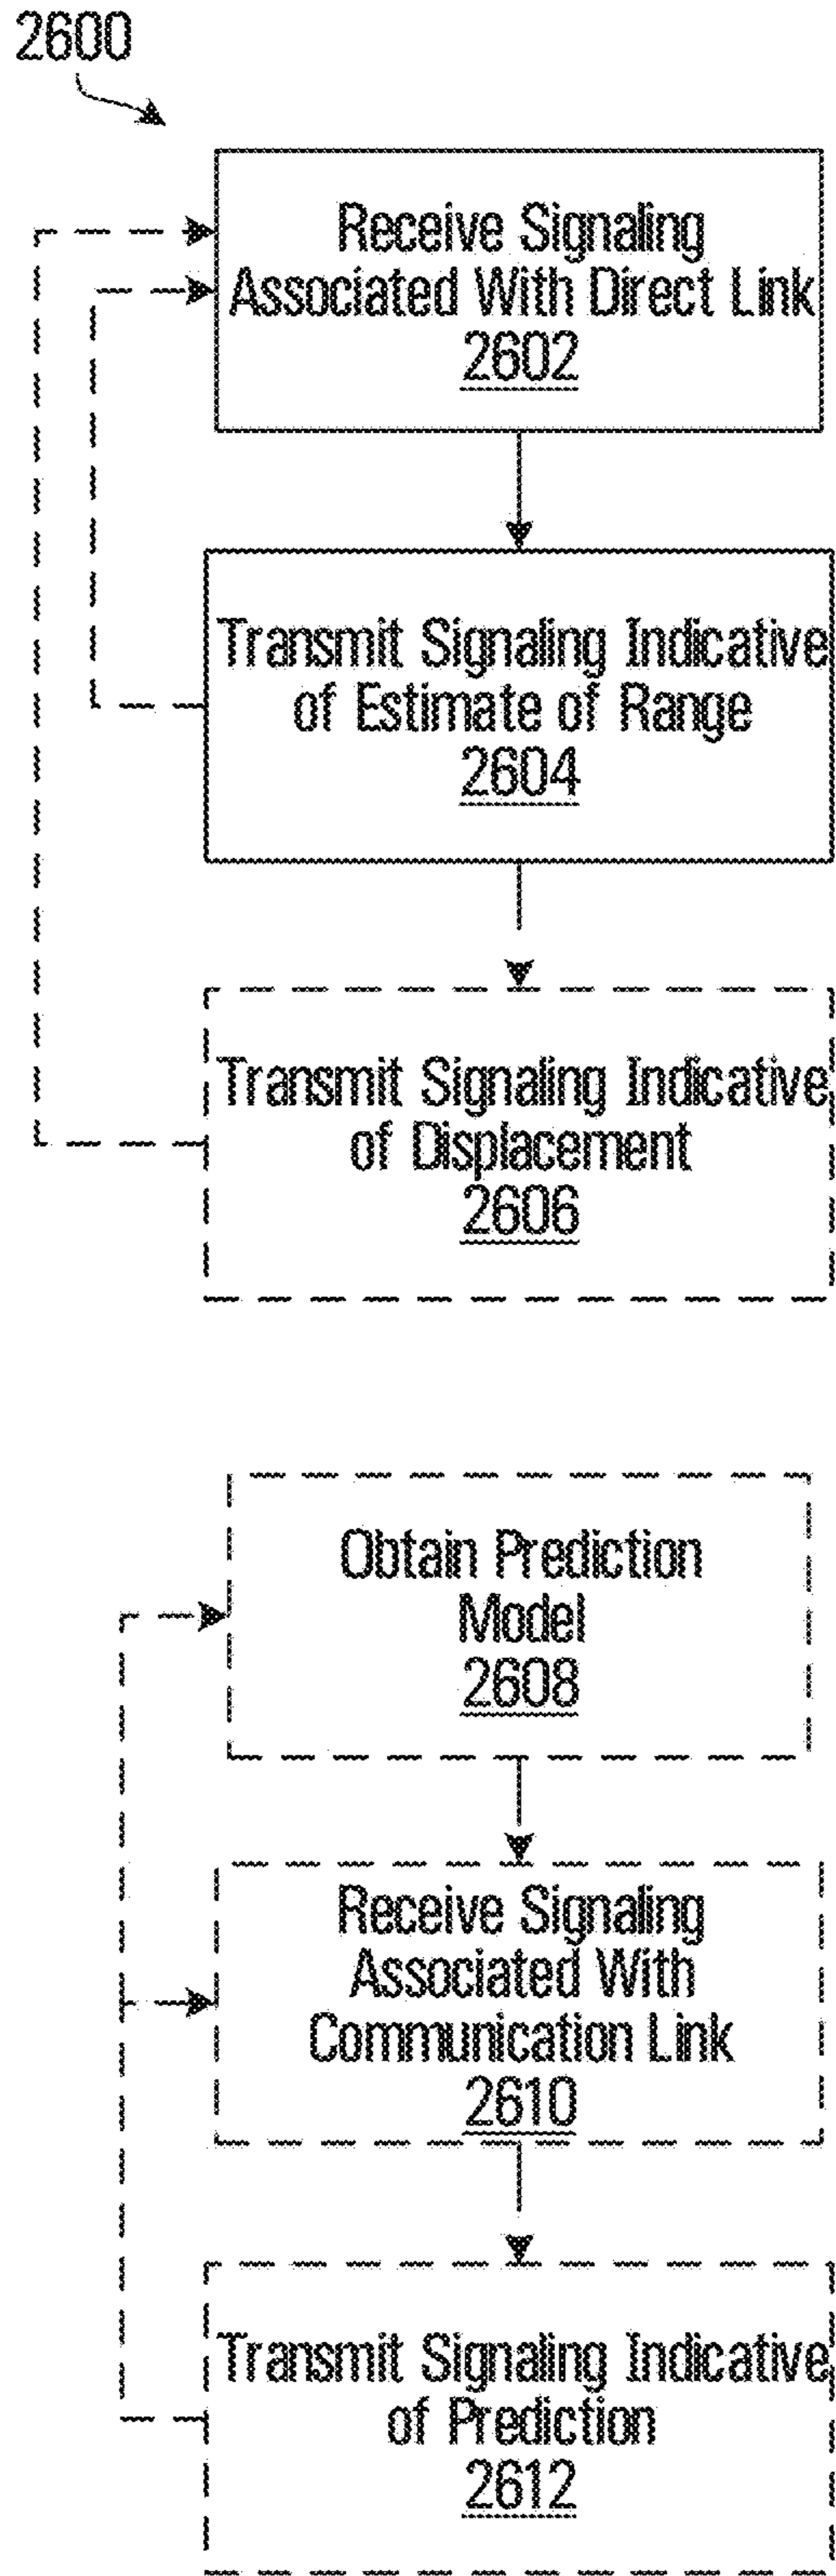 2600
Receive Signaling
Associated With Direct Link
2602
Transmit Signaling Indicative
of Estimate of Range
2604
Transmit Signaling Indicative
of Displacement
2606
Obtain Prediction
Model
2608
Receive Signaling
Associated With
Communication Link
2610
Transmit Signaling Indicative
of Prediction
2612